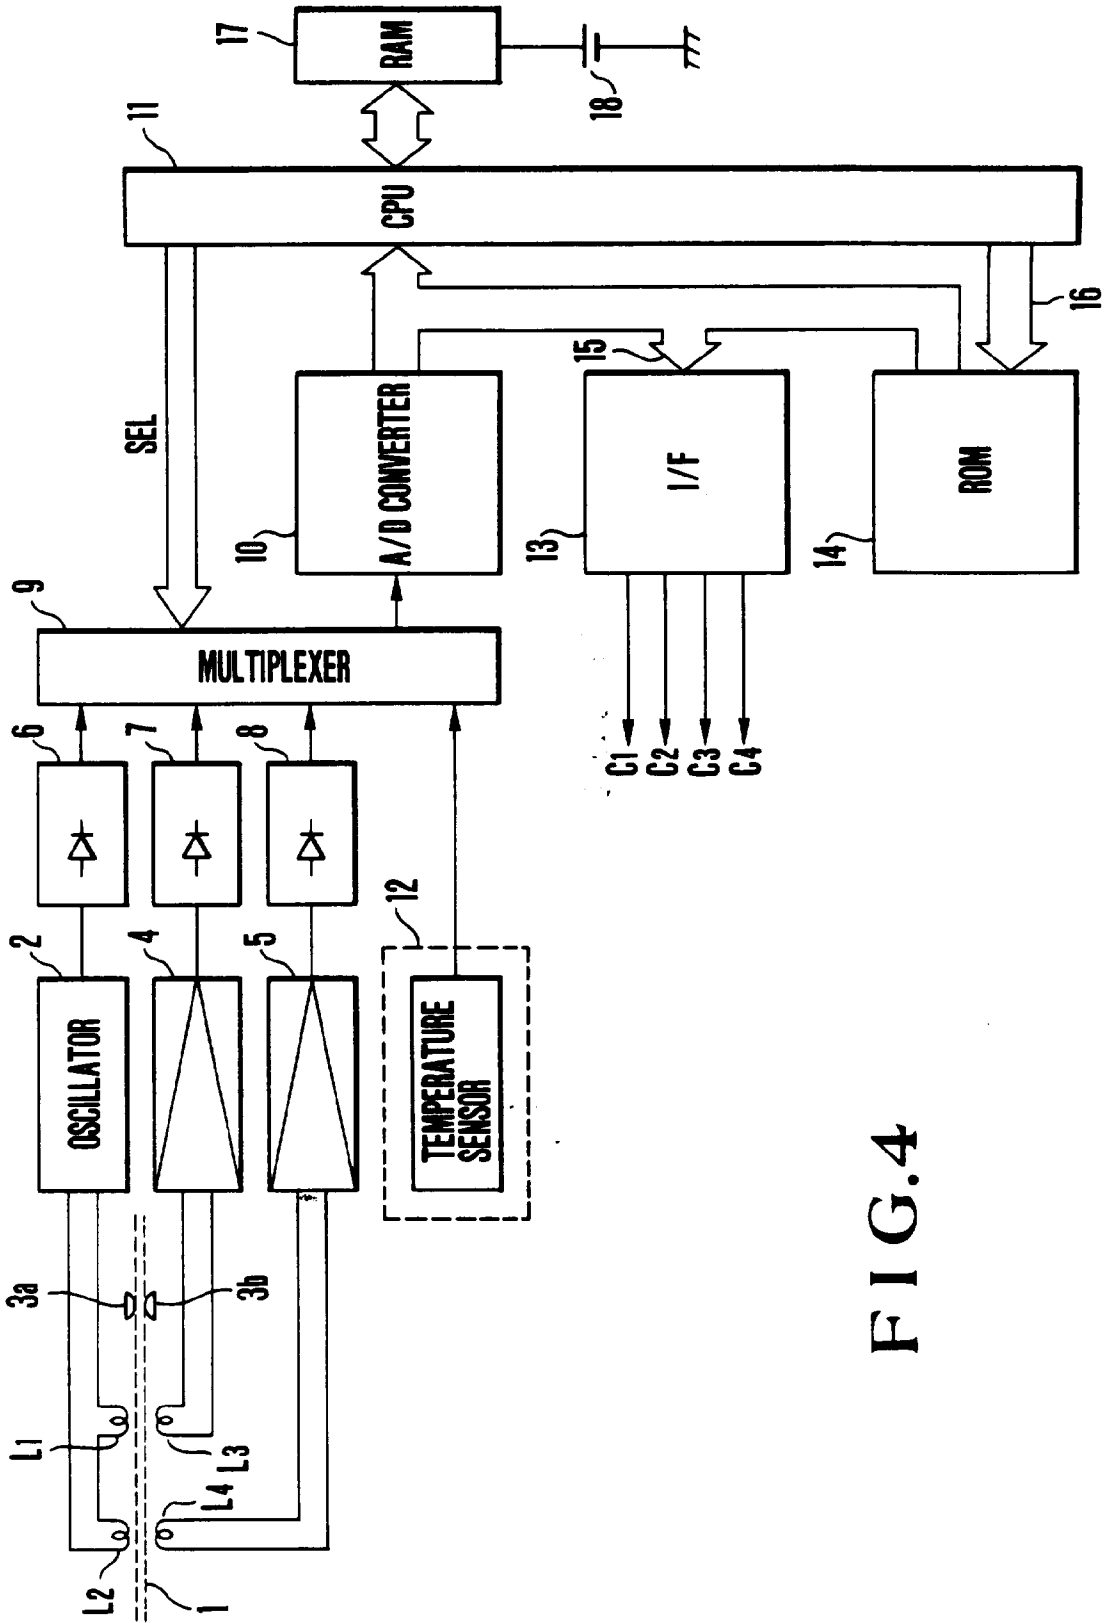 17
RAM
18
11
CPU
SEL
16
15
10
A/D CONVERTER
13
I/F
14
ROM
9
MULTIPLEXER
6
7
8
C1
C2
C3
C4
2
OSCILLATOR
4
5
12
TEMPERATURE
SENSOR
3a
3b
L1
L3
L4
L2
1
FIG.4